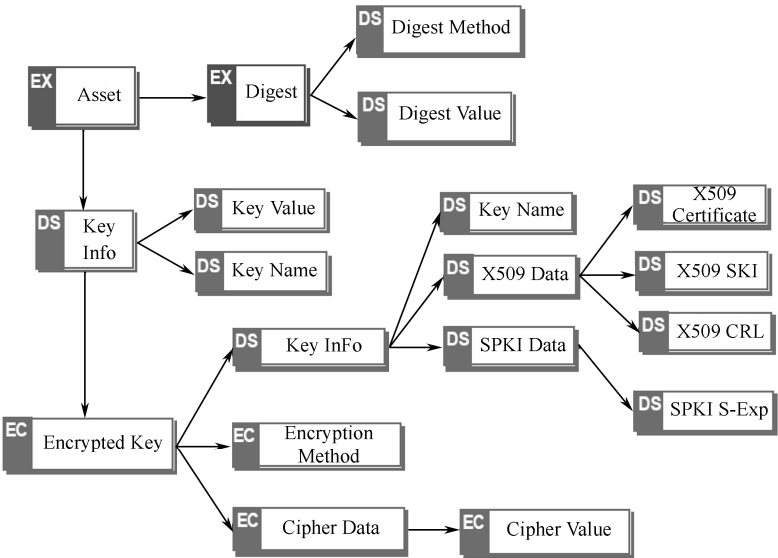 DS Digest Method
EX Asset
EX Digest
DS Digest Value
DS Key Info
DS Key Value
DS Key Name
DS Key Name
DS X509 Certificate
DS X509 Data
DS X509 SKI
DS X509 CRL
DS Key InFo
DS SPKI Data
DS SPKI S-Exp
EC Encrypted Key
EC Encryption Method
EC Cipher Data
EC Cipher Value